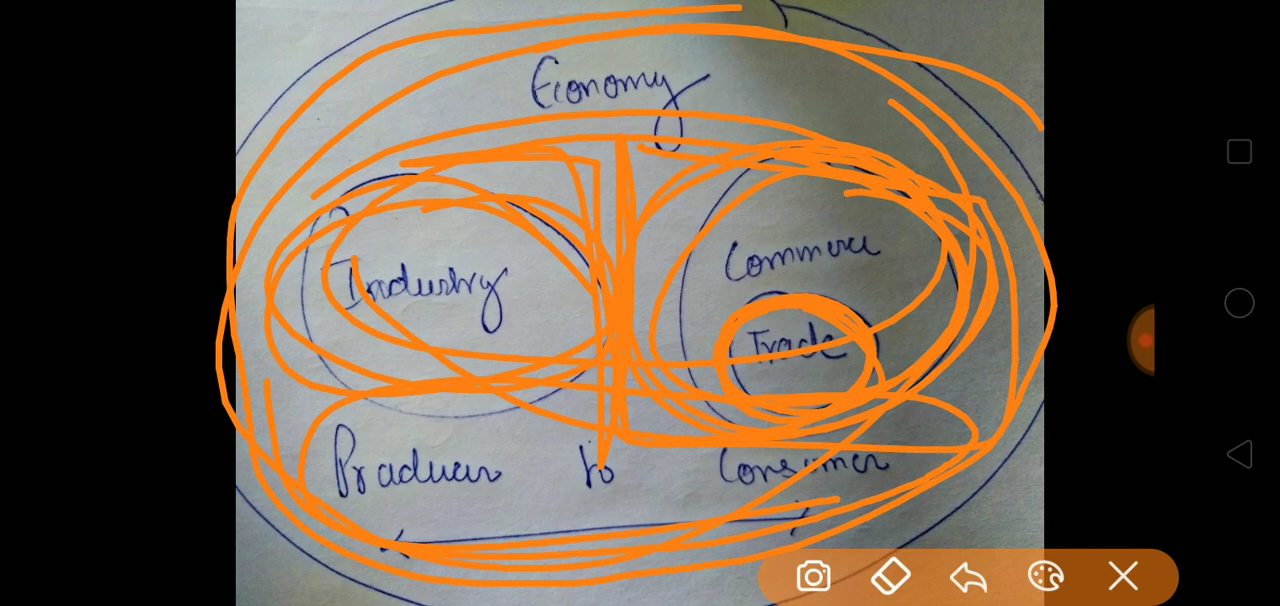 Economy
Industry
Commerce
Trade
Producer to Consumer